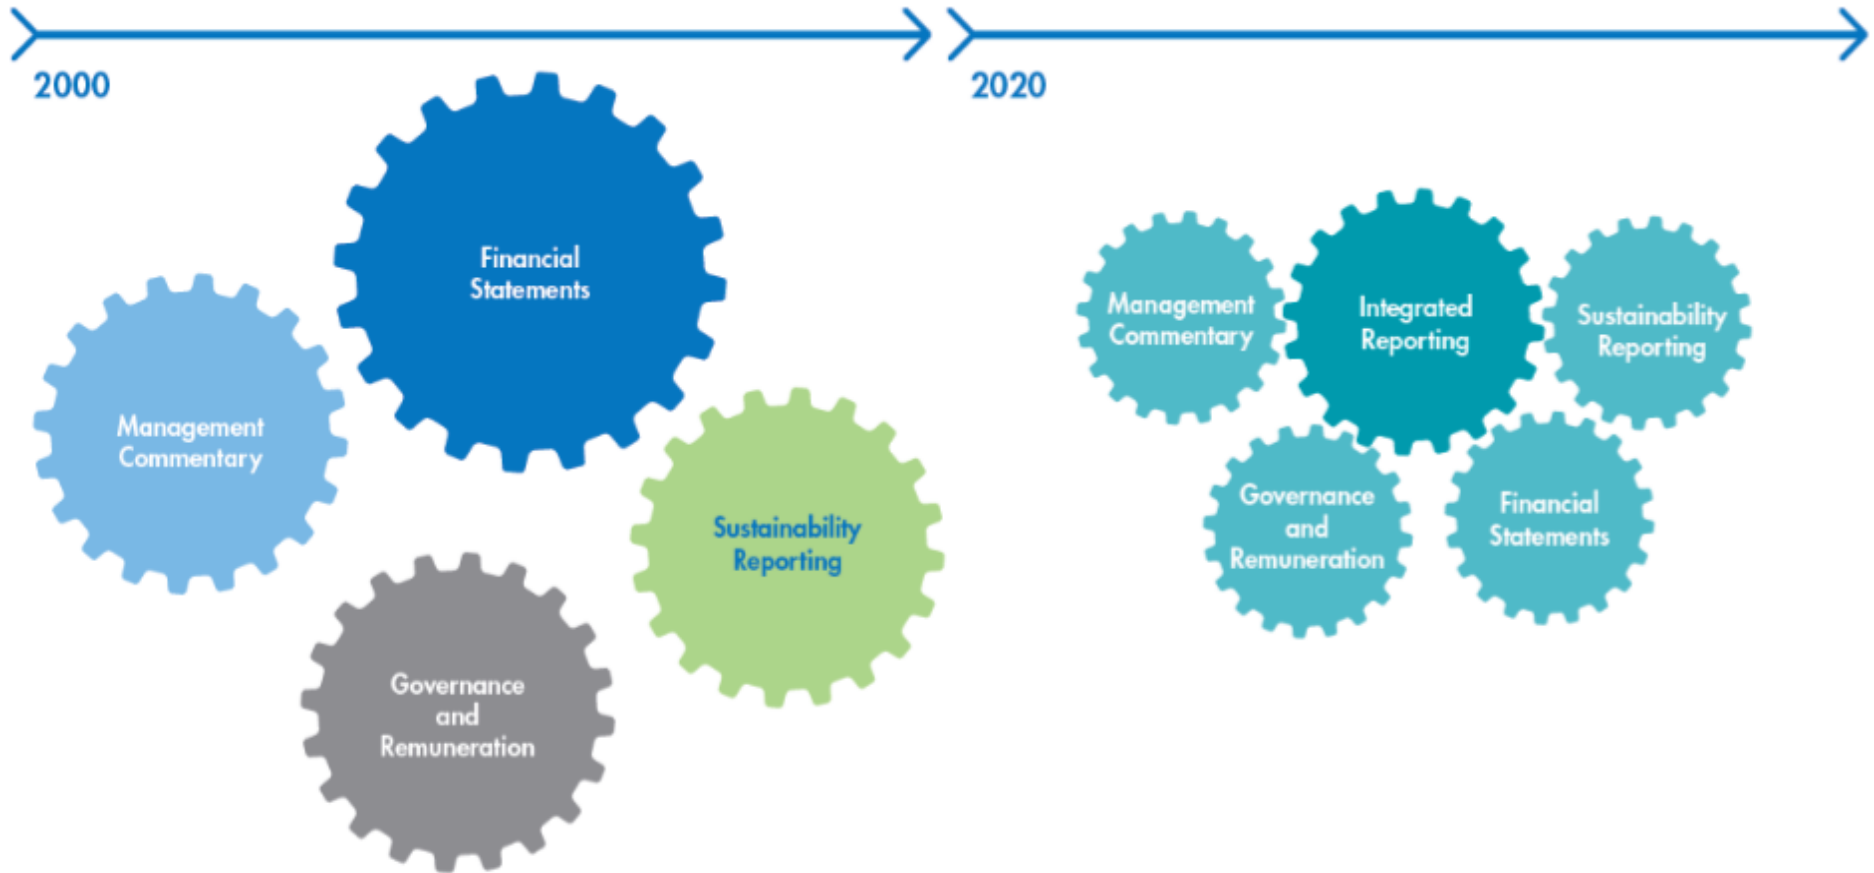 2000
2020
Financial
Statements
Management
Commentary
Sustainability
Reporting
Governance
and
Remuneration
Management
Commentary
Integrated
Reporting
Sustainability
Reporting
Governance
and
Remuneration
Financial
Statements